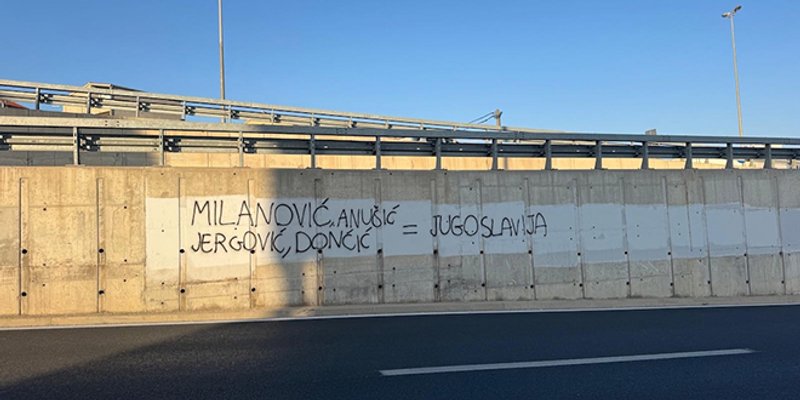 MILANOVIĆ, ANUŠIĆ
JERGOVIĆ, DONČIĆ = JUGOSLAVIJA